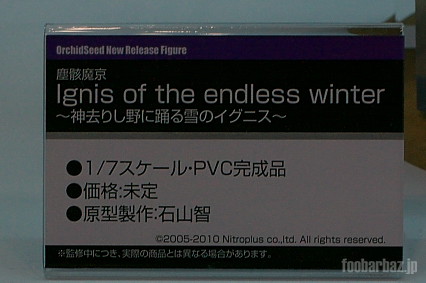 OrchidSeed New Release Figure
塵骸魔京
Ignis of the endless winter
～神去りし野に踊る雪のイグニス～
●1/7スケール・PVC完成品
●価格:未定
●原型製作:石山智
©2005-2010 Nitroplus co.,ltd. All rights reserved.
※監修中につき、実際の商品とは異なる場合があります。
foobarbaz.jp